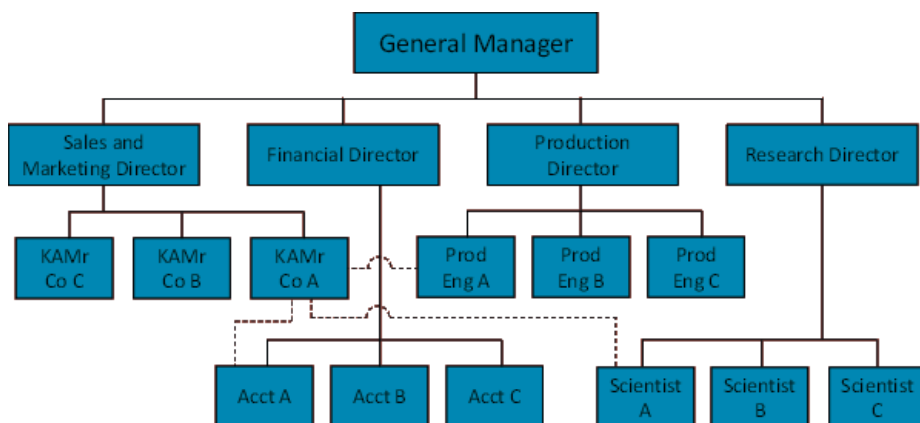 General Manager
Sales and
Marketing Director
Financial Director
Production
Director
Research Director
KAMr
Co C
KAMr
Co B
KAMr
Co A
Prod
Eng A
Prod
Eng B
Prod
Eng C
Acct A
Acct B
Acct C
Scientist
A
Scientist
B
Scientist
C